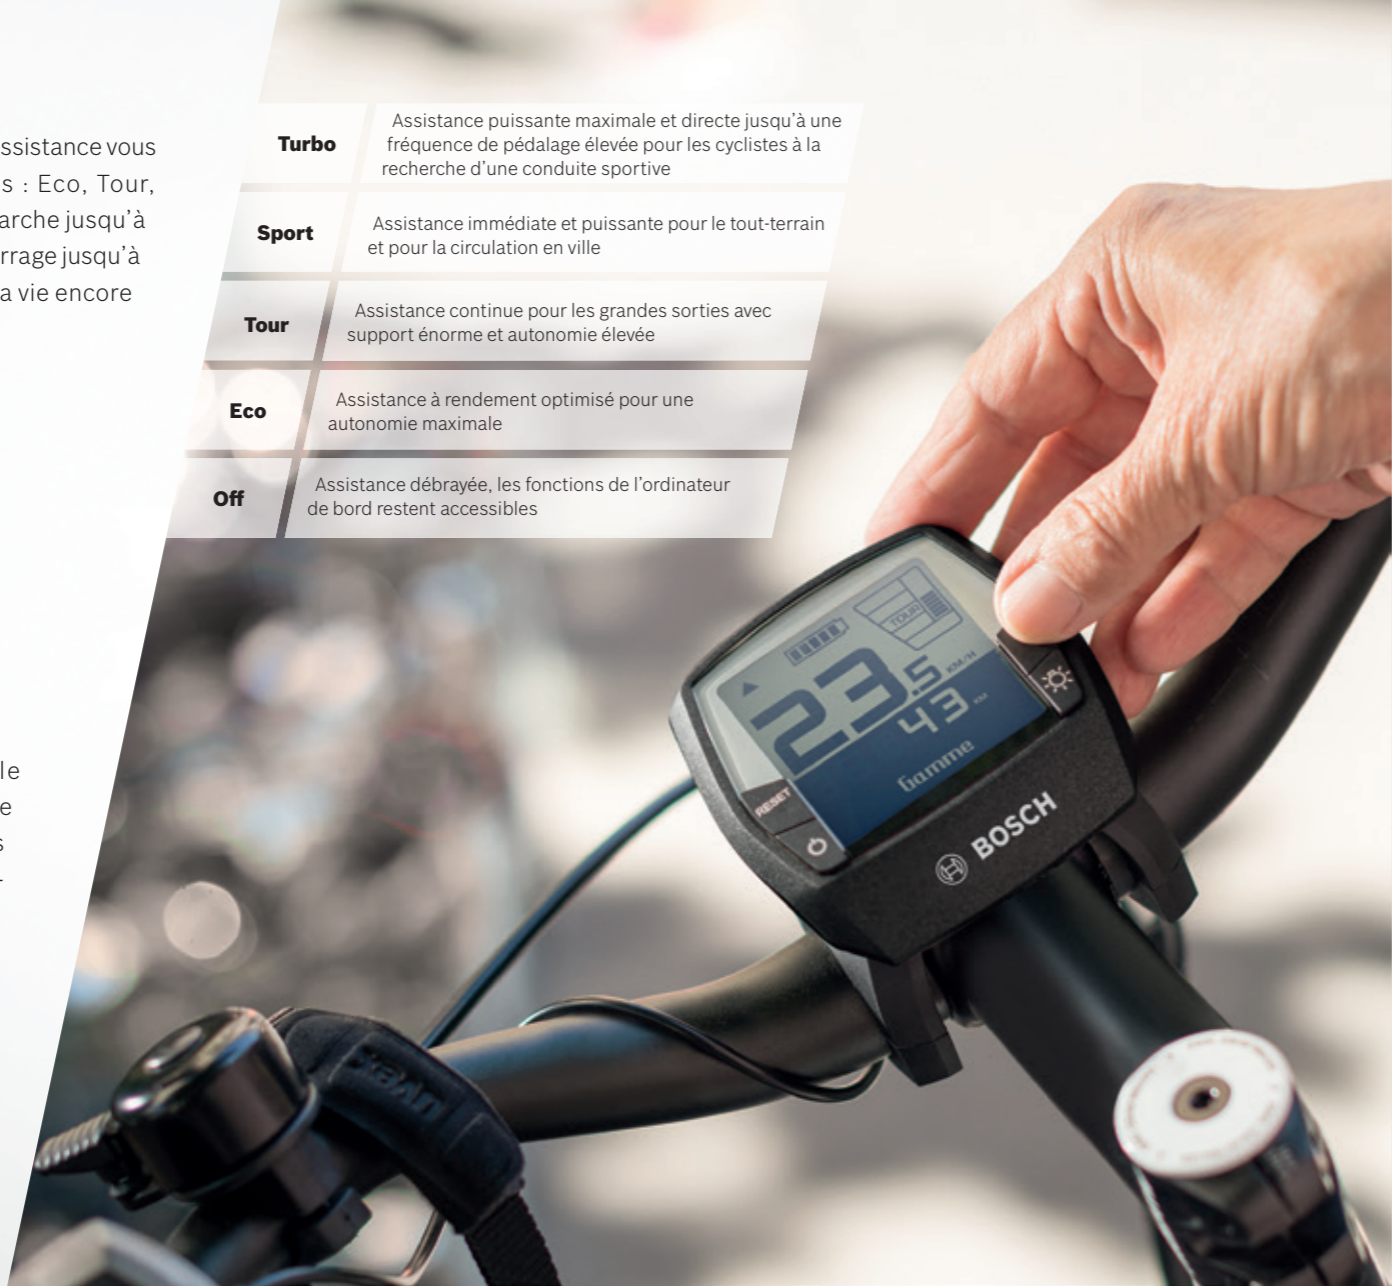 ssistance vous
s : Eco, Tour,
arche jusqu’à
rrage jusqu’à
a vie encore
le
e
s
-
Turbo
Assistance puissante maximale et directe jusqu’à une
fréquence de pédalage élevée pour les cyclistes à la
recherche d’une conduite sportive
Sport
Assistance immédiate et puissante pour le tout-terrain
et pour la circulation en ville
Tour
Assistance continue pour les grandes sorties avec
support énorme et autonomie élevée
Eco
Assistance à rendement optimisé pour une
autonomie maximale
Off
Assistance débrayée, les fonctions de l’ordinateur
de bord restent accessibles
TOUR
23.5 KM/H
43 KM
Gamme
RESET
BOSCH